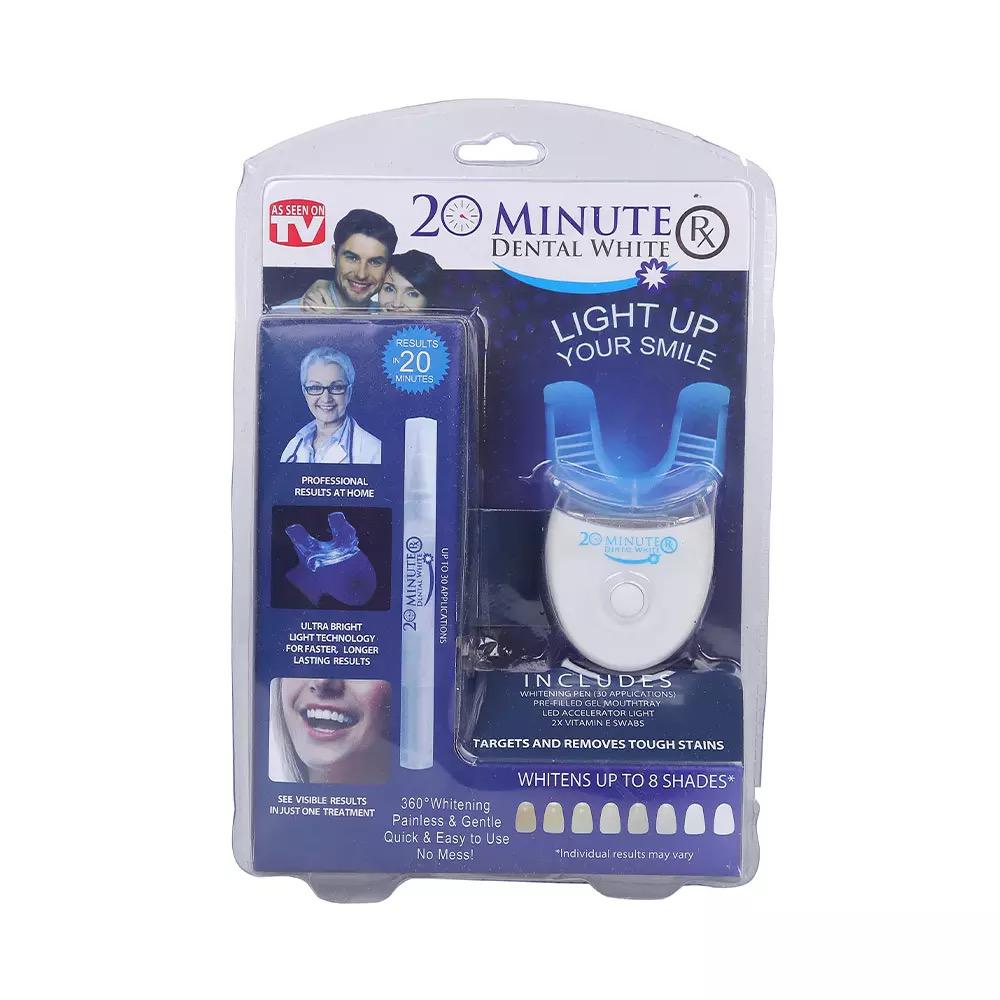 AS SEEN ON
TV
20 MINUTE RX
DENTAL WHITE
LIGHT UP
YOUR SMILE
RESULTS
IN 20
MINUTES
PROFESSIONAL
RESULTS AT HOME
ULTRA BRIGHT
LIGHT TECHNOLOGY
FOR FASTER, LONGER
LASTING RESULTS
SEE VISIBLE RESULTS
IN JUST ONE TREATMENT
20 MINUTE RX
DENTAL WHITE
UP TO 30 APPLICATIONS
360° Whitening
Painless & Gentle
Quick & Easy to Use
No Mess!
20 MINUTE RX
DENTAL WHITE
INCLUDES
WHITENING PEN (30 APPLICATIONS)
PRE-FILLED GEL MOUTHTRAY
LED ACCELERATOR LIGHT
2X VITAMIN E SWABS
TARGETS AND REMOVES TOUGH STAINS
WHITENS UP TO 8 SHADES*
*Individual results may vary